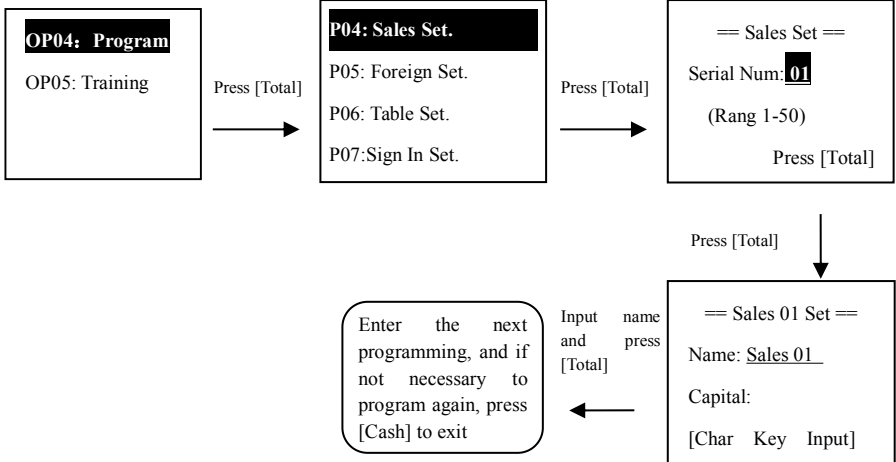 OP04：Program
OP05: Training
Press [Total]
P04: Sales Set.
P05: Foreign Set.
P06: Table Set.
P07:Sign In Set.
Press [Total]
== Sales Set ==
Serial Num: 01
(Rang 1-50)
Press [Total]
Press [Total]
== Sales 01 Set ==
Name: Sales 01
Capital:
[Char Key Input]
Input name
and press
[Total]
Enter the next
programming, and if
not necessary to
program again, press
[Cash] to exit